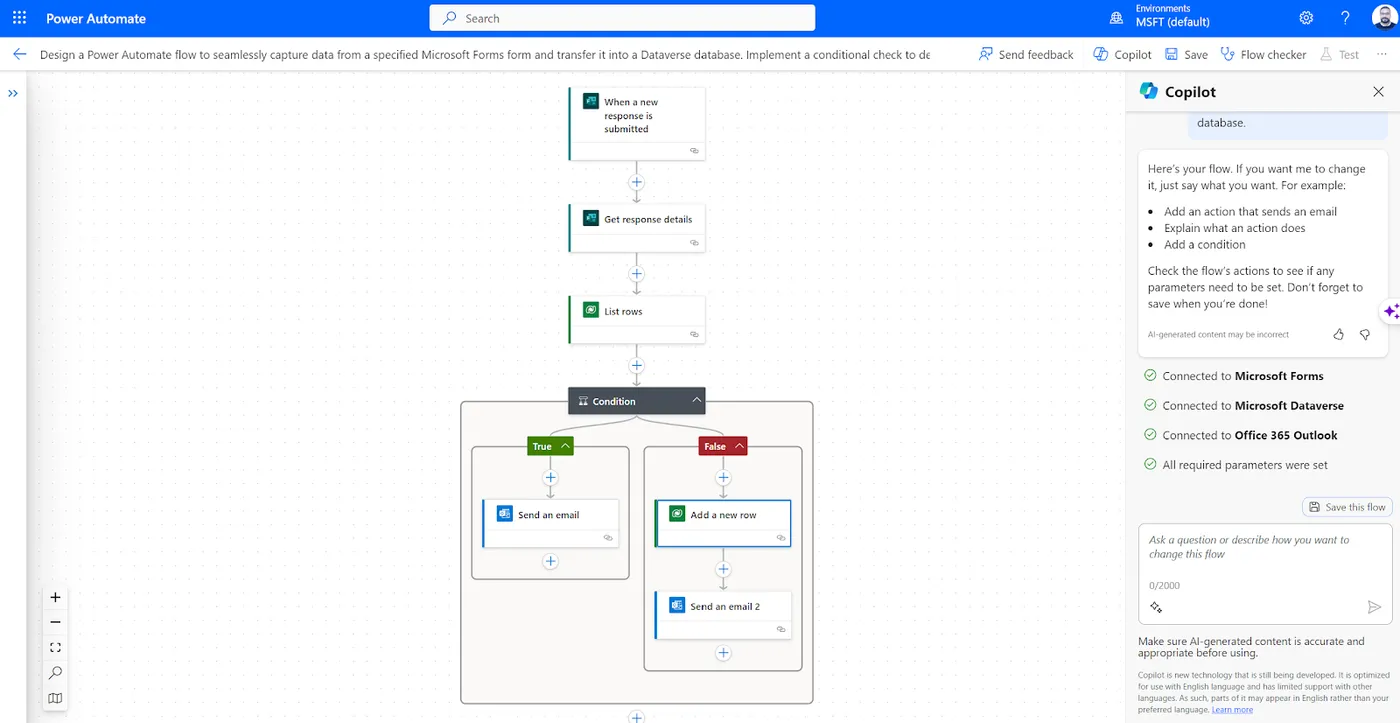 Power Automate
Search
Environments
MSFT (default)
Design a Power Automate flow to seamlessly capture data from a specified Microsoft Forms form and transfer it into a Dataverse database. Implement a conditional check to de
Send feedback
Copilot
Save
Flow checker
Test
When a new
response is
submitted
Get response details
List rows
Condition
True
False
Send an email
Add a new row
Send an email 2
Copilot
database.
Here's your flow. If you want me to change
it, just say what you want. For example:
• Add an action that sends an email
• Explain what an action does
• Add a condition
Check the flow's actions to see if any
parameters need to be set. Don't forget to
save when you're done!
AI-generated content may be incorrect
Connected to Microsoft Forms
Connected to Microsoft Dataverse
Connected to Office 365 Outlook
All required parameters were set
Save this flow
Ask a question or describe how you want to
change this flow
0/2000
Make sure AI-generated content is accurate and
appropriate before using.
Copilot is new technology that is still being developed. It is optimized
for use with English language and has limited support with other
languages. As such, parts of it may appear in English rather than your
preferred language. Learn more